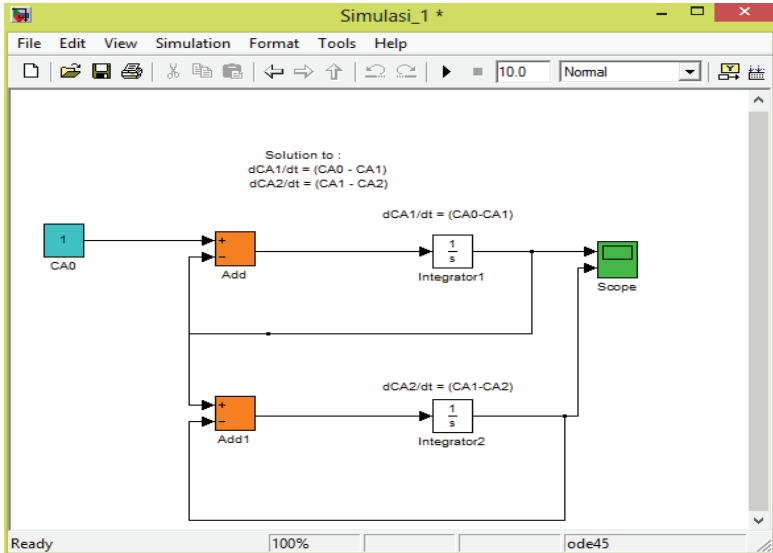 Simulasi_1 *
File Edit View Simulation Format Tools Help
10.0 Normal
Solution to :
dCA1/dt = (CA0 - CA1)
dCA2/dt = (CA1 - CA2)
dCA1/dt = (CA0-CA1)
1
CA0
+
−
Add
1
s
Integrator1
Scope
dCA2/dt = (CA1-CA2)
+
−
Add1
1
s
Integrator2
Ready 100% ode45